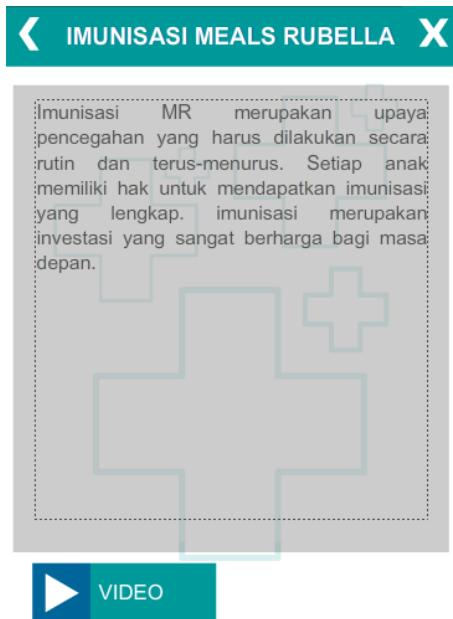 IMUNISASI MEALS RUBELLA X
Imunisasi MR merupakan upaya
pencegahan yang harus dilakukan secara
rutin dan terus-menurus. Setiap anak
memiliki hak untuk mendapatkan imunisasi
yang lengkap. imunisasi merupakan
investasi yang sangat berharga bagi masa
depan.
VIDEO